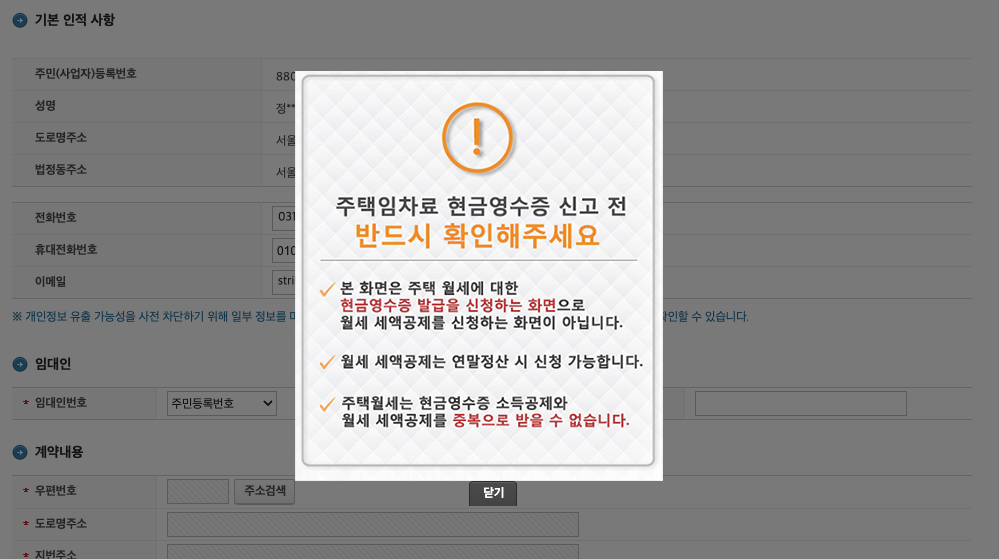 기본 인적 사항
주민(사업자)등록번호 880
성명 정**
도로명주소 서울
법정동주소 서울
전화번호 031
휴대전화번호 010
이메일 stri
※ 개인정보 유출 가능성을 사전 차단하기 위해 일부 정보를 확인할 수 있습니다.
임대인
* 임대인번호 주민등록번호
계약내용
* 우편번호 주소검색
* 도로명주소
* 지번주소
!
주택임차료 현금영수증 신고 전
반드시 확인해주세요
본 화면은 주택 월세에 대한
현금영수증 발급을 신청하는 화면으로
월세 세액공제를 신청하는 화면이 아닙니다.
월세 세액공제는 연말정산 시 신청 가능합니다.
주택월세는 현금영수증 소득공제와
월세 세액공제를 중복으로 받을 수 없습니다.
닫기